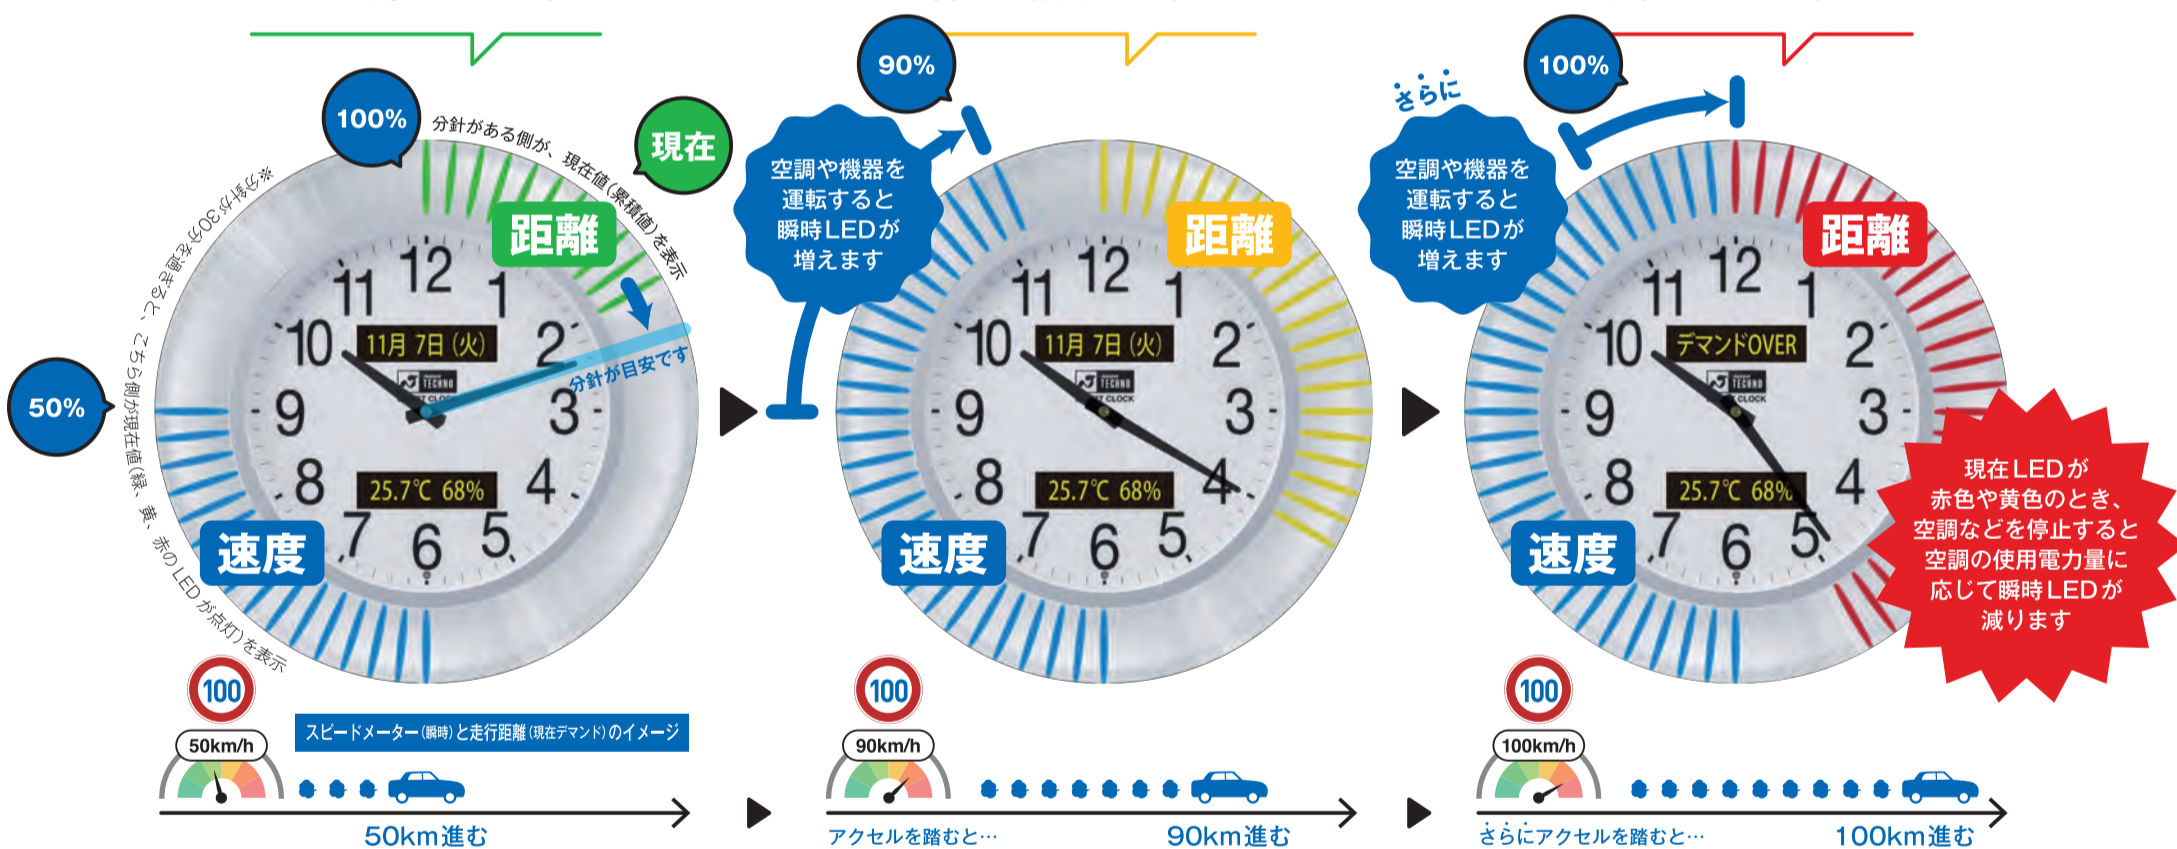 100%
分針がある側が、現在値(累積値)を表示
現在
※分針が30分を過ぎると、こちら側が現在値(緑、黄、赤のLEDが点灯)を表示
50%
距離
速度
12
1
2
3
4
5
6
7
8
9
10
11
11月 7日(火)
TECHNO
25.7℃ 68%
分針が目安です
100
50km/h
スピードメーター(瞬時)と走行距離(現在デマンド)のイメージ
50km進む
90%
空調や機器を
運転すると
瞬時LEDが
増えます
距離
速度
12
1
2
3
4
5
6
7
8
9
10
11
11月 7日(火)
TECHNO
ST CLOCK
25.7℃ 68%
100
90km/h
アクセルを踏むと…
90km進む
100%
さらに
空調や機器を
運転すると
瞬時LEDが
増えます
距離
速度
12
1
2
3
4
5
6
7
8
9
10
11
デマンドOVER
TECHNO
ST CLOCK
25.7℃ 68%
現在LEDが
赤色や黄色のとき、
空調などを停止すると
空調の使用電力量に
応じて瞬時LEDが
減ります
100
100km/h
さらにアクセルを踏むと…
100km進む